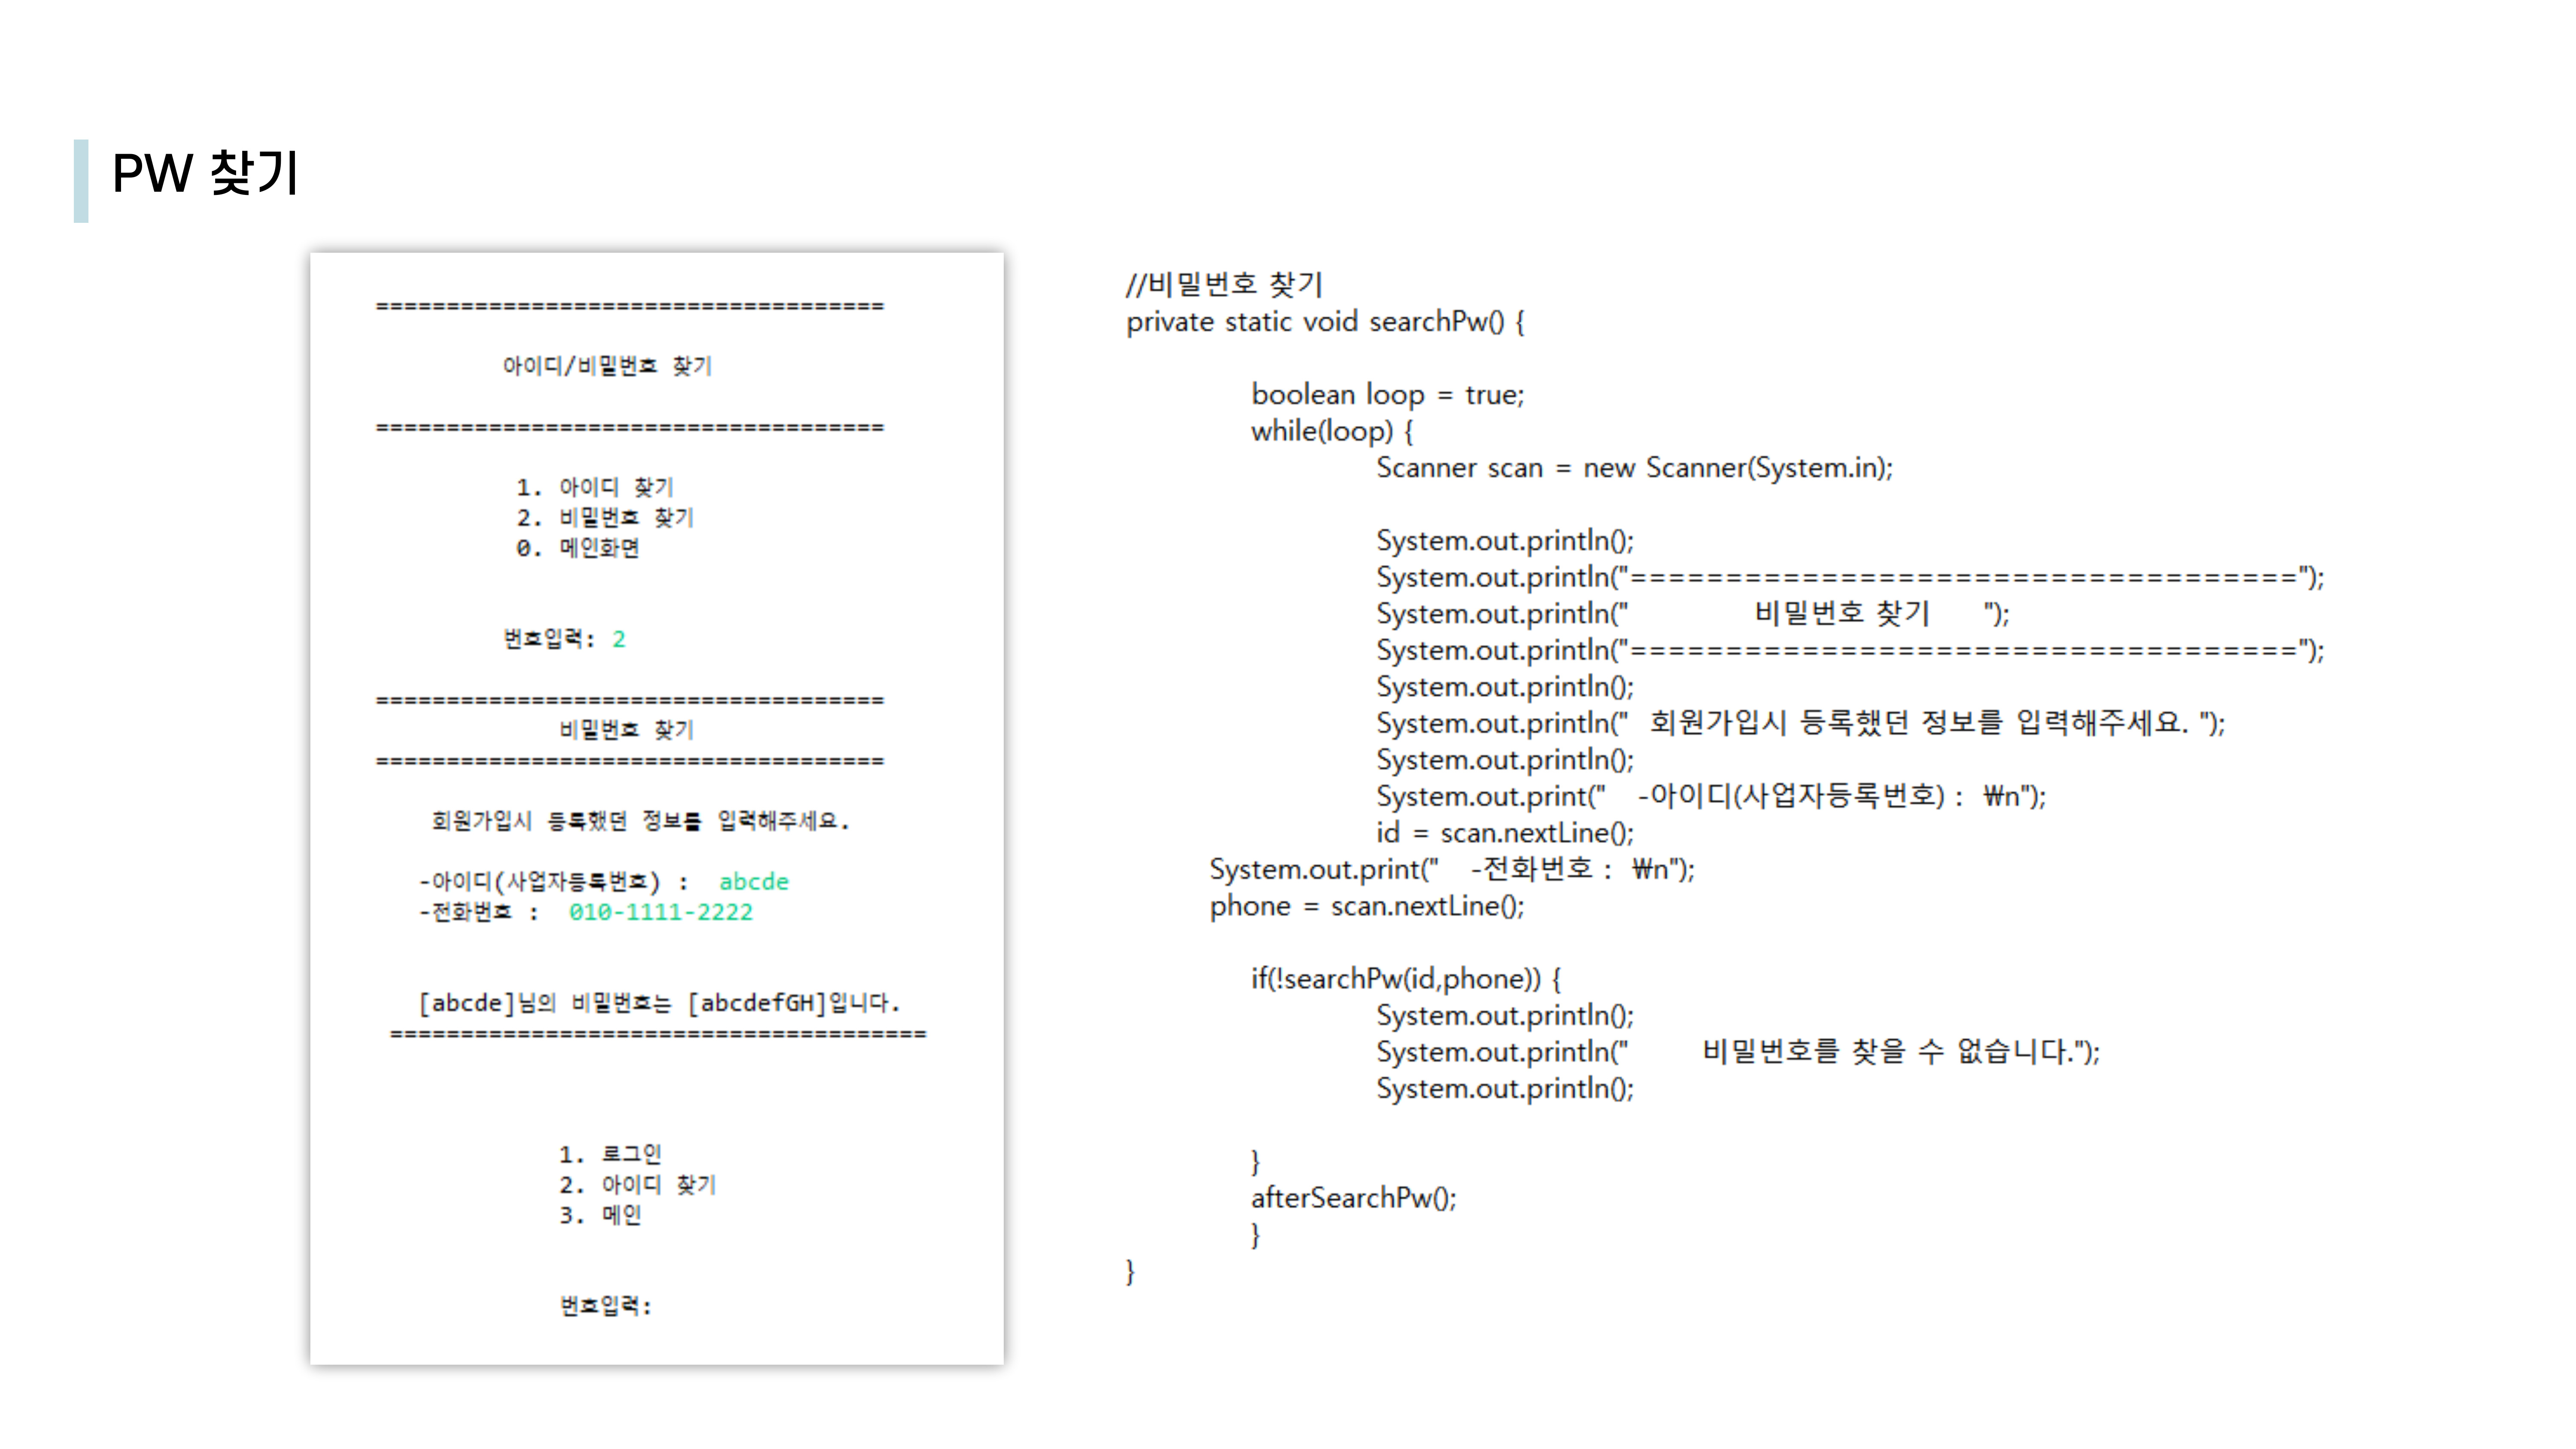 PW 찾기
====================================
아이디/비밀번호 찾기
====================================
1. 아이디 찾기
2. 비밀번호 찾기
0. 메인화면
번호입력: 2
====================================
비밀번호 찾기
====================================
회원가입시 등록했던 정보를 입력해주세요.
-아이디(사업자등록번호) : abcde
-전화번호 : 010-1111-2222
[abcde]님의 비밀번호는 [abcdefGH]입니다.
======================================
1. 로그인
2. 아이디 찾기
3. 메인
번호입력:
//비밀번호 찾기
private static void searchPw() {
boolean loop = true;
while(loop) {
Scanner scan = new Scanner(System.in);
System.out.println();
System.out.println("===================================");
System.out.println(" 비밀번호 찾기 ");
System.out.println("===================================");
System.out.println();
System.out.println(" 회원가입시 등록했던 정보를 입력해주세요. ");
System.out.println();
System.out.print(" -아이디(사업자등록번호) : ₩n");
id = scan.nextLine();
System.out.print(" -전화번호 : ₩n");
phone = scan.nextLine();
if(!searchPw(id,phone)) {
System.out.println();
System.out.println(" 비밀번호를 찾을 수 없습니다.");
System.out.println();
}
afterSearchPw();
}
}